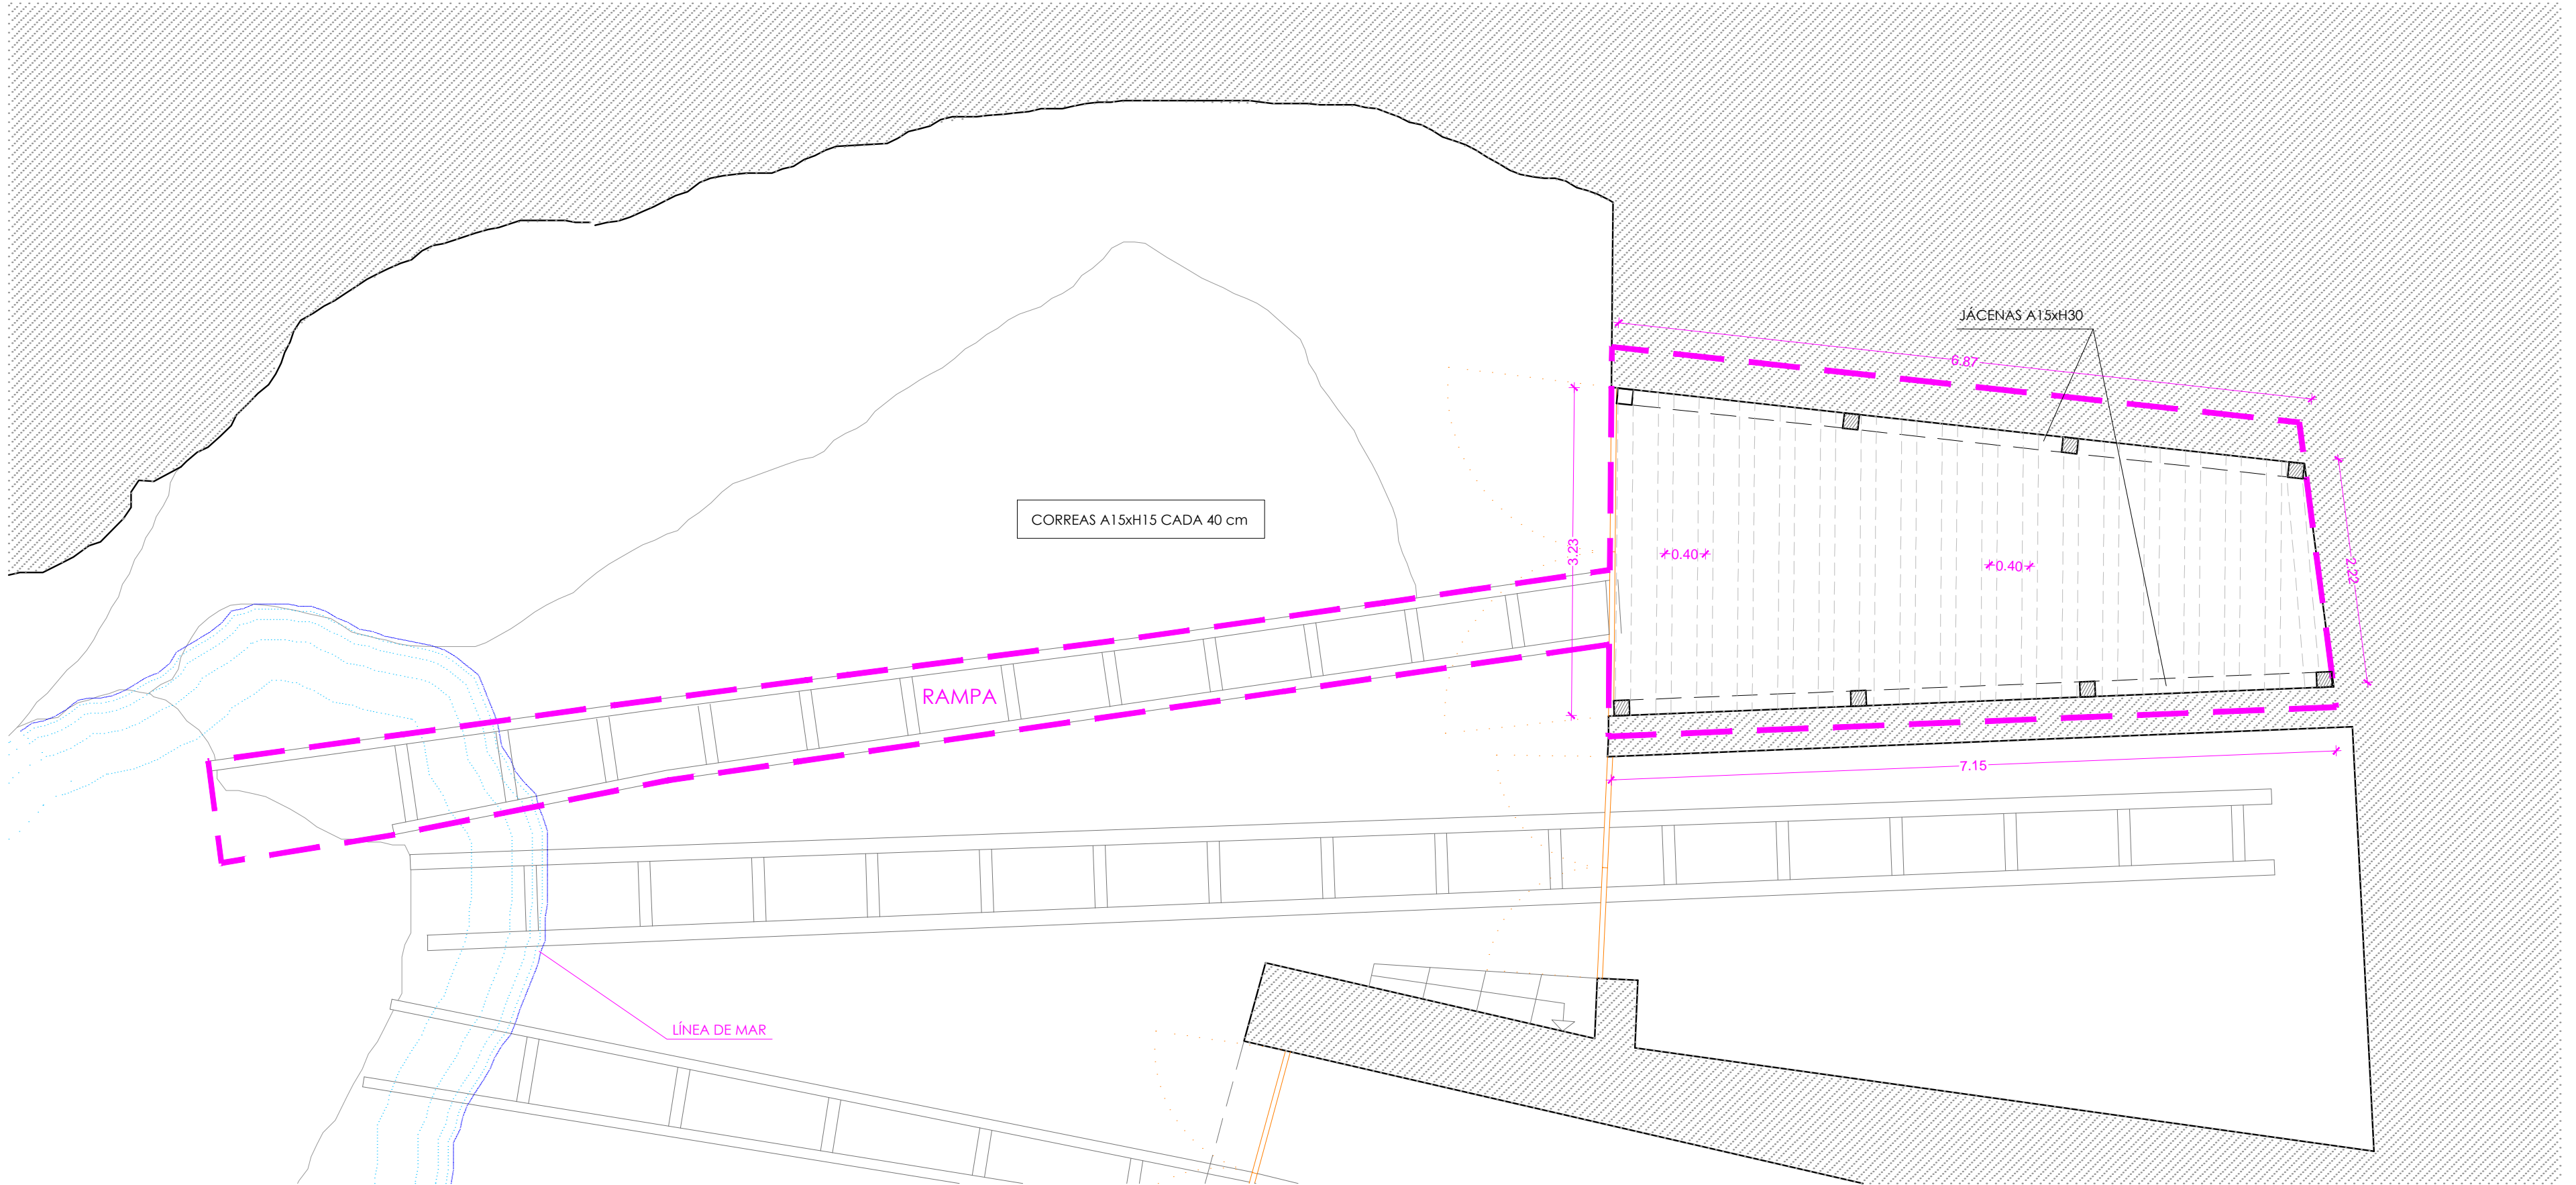 JÁCENAS A15xH30
6.87
CORREAS A15xH15 CADA 40 cm
3.23
0.40
0.40
2.22
RAMPA
7.15
LÍNEA DE MAR